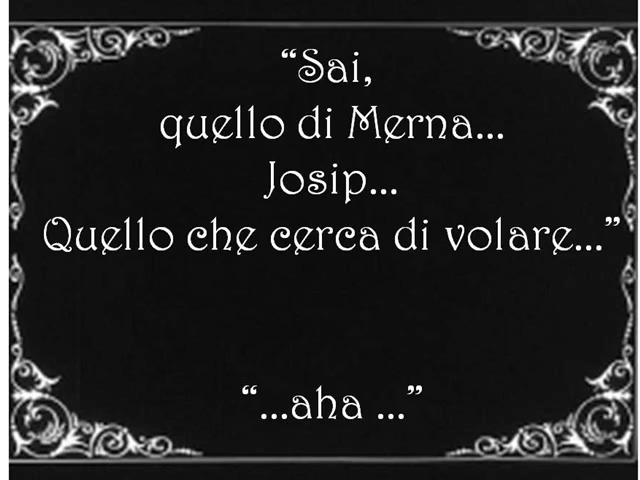 “Sai,
quello di Merna...
Josip...
Quello che cerca di volare...”
“...aha ...”